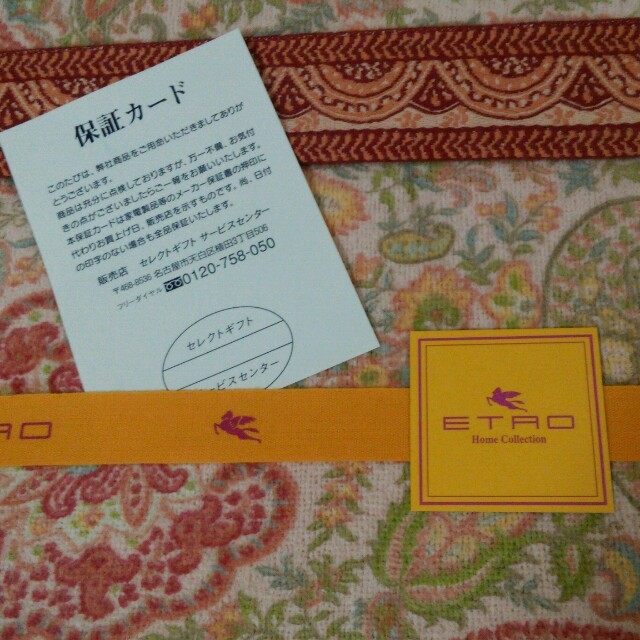 保証カード
このたびは、弊社商品をご用命いただきましてありが
とうございます。
商品は充分に点検しておりますが、万一不備、お気付
きの点がございましたらご一報をお願いいたします。
本保証カードは家電製品等のメーカー保証書の押印に
代わりお買上げ日、販売店を示すものです。尚、日付
の印字のない場合も全品保証いたします。
販売店 セレクトギフト サービスセンター
〒468-8506 名古屋市天白区植田3丁目506
フリーダイヤル 0120-758-050
セレクトギフト
サービスセンター
TRO
ETRO
Home Collection